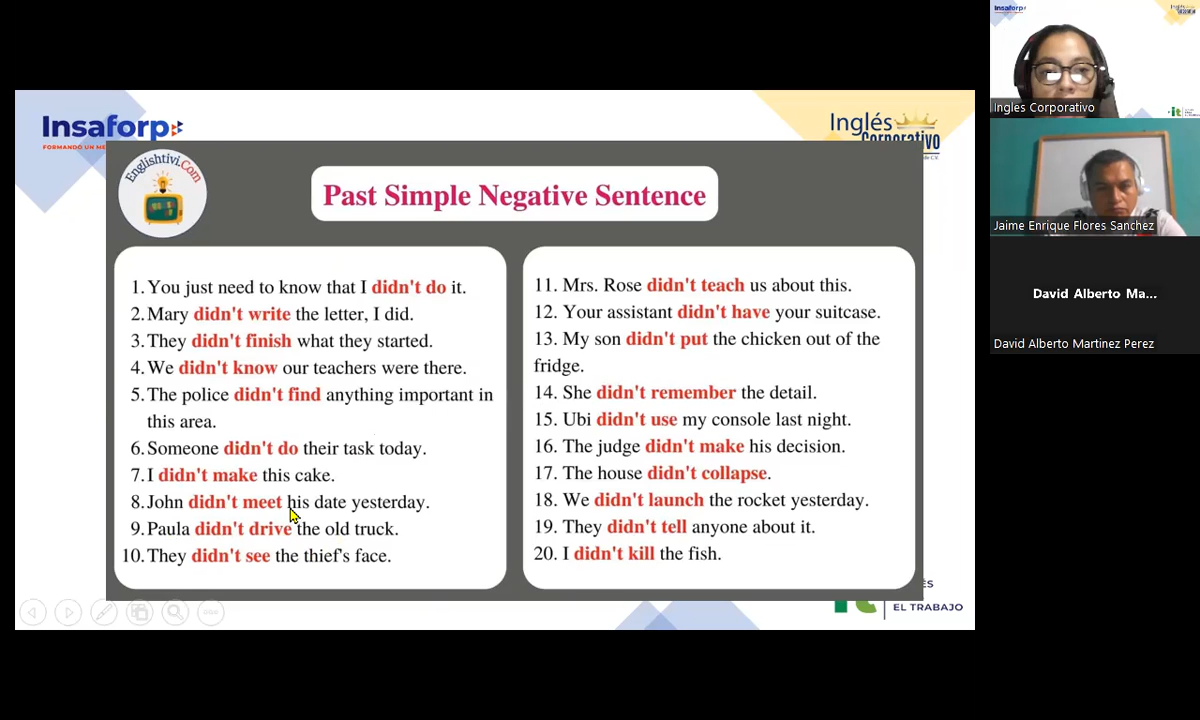 Insaforp
FORMANDO UN ME
Inglés
Corporativo
de C.V.
Englishtivi.Com
Past Simple Negative Sentence
1. You just need to know that I didn't do it.
2. Mary didn't write the letter, I did.
3. They didn't finish what they started.
4. We didn't know our teachers were there.
5. The police didn't find anything important in
this area.
6. Someone didn't do their task today.
7. I didn't make this cake.
8. John didn't meet his date yesterday.
9. Paula didn't drive the old truck.
10. They didn't see the thief's face.
11. Mrs. Rose didn't teach us about this.
12. Your assistant didn't have your suitcase.
13. My son didn't put the chicken out of the
fridge.
14. She didn't remember the detail.
15. Ubi didn't use my console last night.
16. The judge didn't make his decision.
17. The house didn't collapse.
18. We didn't launch the rocket yesterday.
19. They didn't tell anyone about it.
20. I didn't kill the fish.
ÉS
EL TRABAJO
Insaforp
Ingles Corporativo
Jaime Enrique Flores Sanchez
David Alberto Ma...
David Alberto Martinez Perez